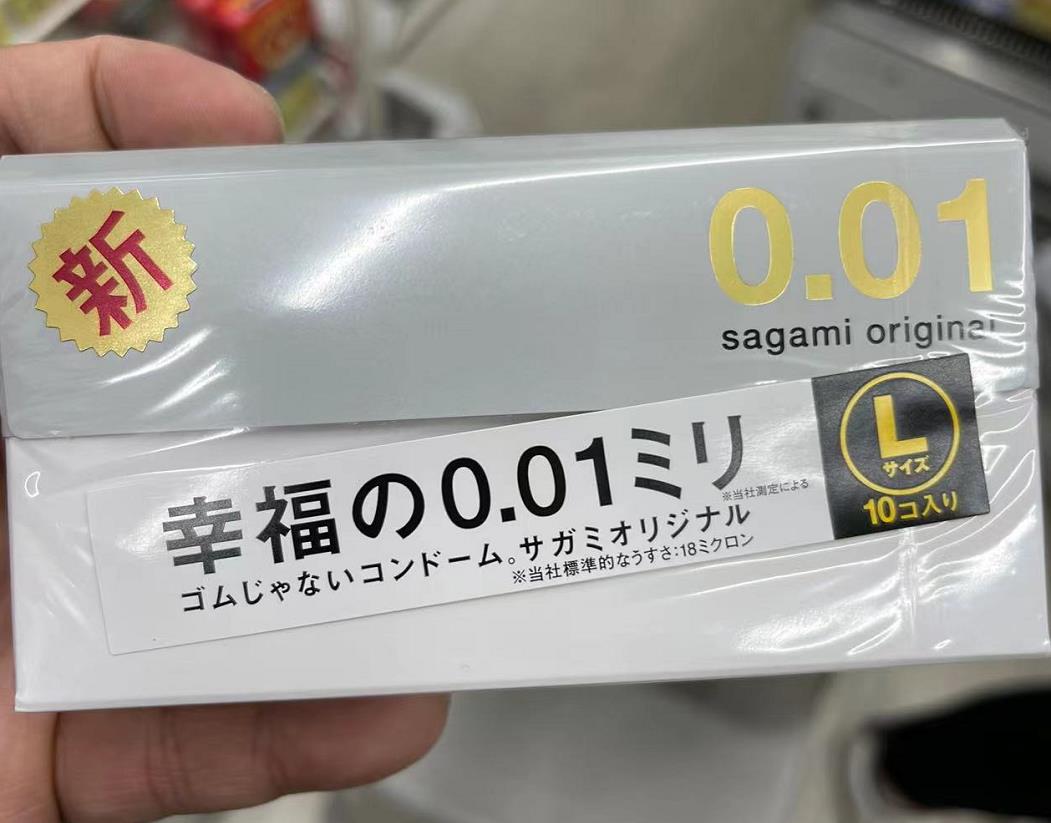 新
0.01
sagami original
幸福の0.01ミリ
※当社測定による
ゴムじゃないコンドーム。サガミオリジナル
※当社標準的なうすさ:18ミクロン
L
サイズ
10コ入り